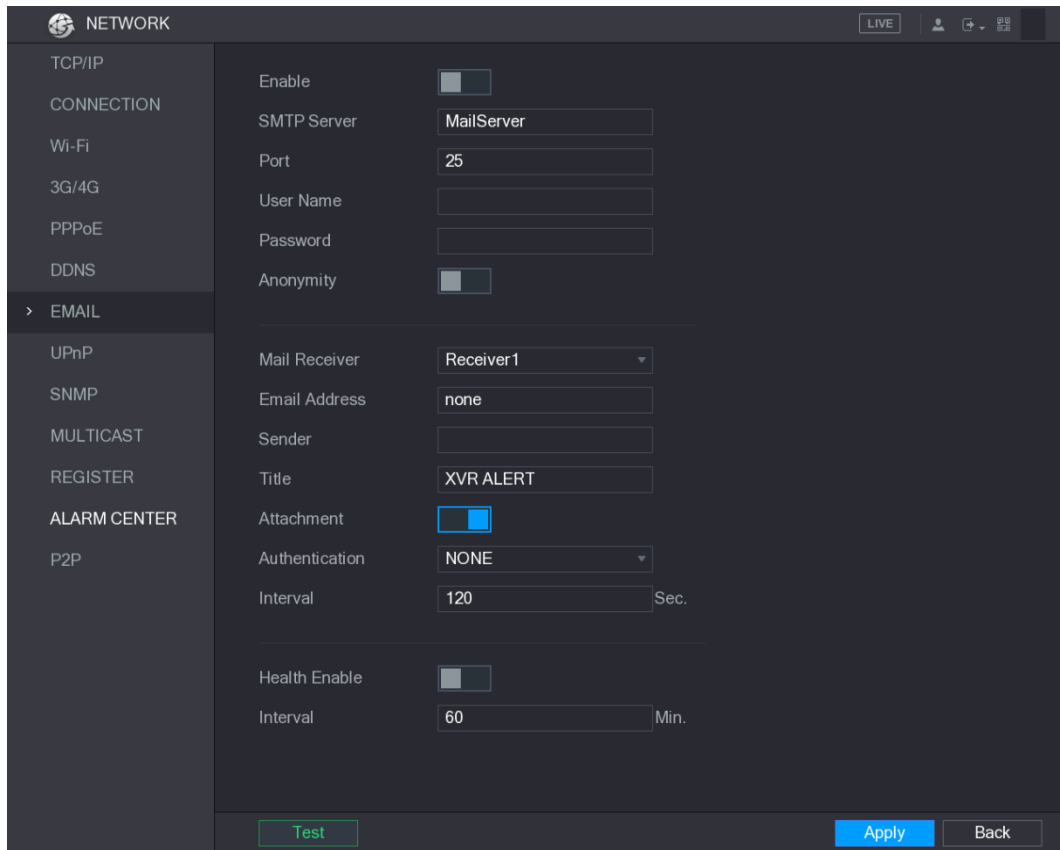 NETWORK LIVE
TCP/IP
CONNECTION
Wi-Fi
3G/4G
PPPoE
DDNS
EMAIL
UPnP
SNMP
MULTICAST
REGISTER
ALARM CENTER
P2P
Enable
SMTP Server MailServer
Port 25
User Name
Password
Anonymity
Mail Receiver Receiver1
Email Address none
Sender
Title XVR ALERT
Attachment
Authentication NONE
Interval 120 Sec.
Health Enable
Interval 60 Min.
Test Apply Back